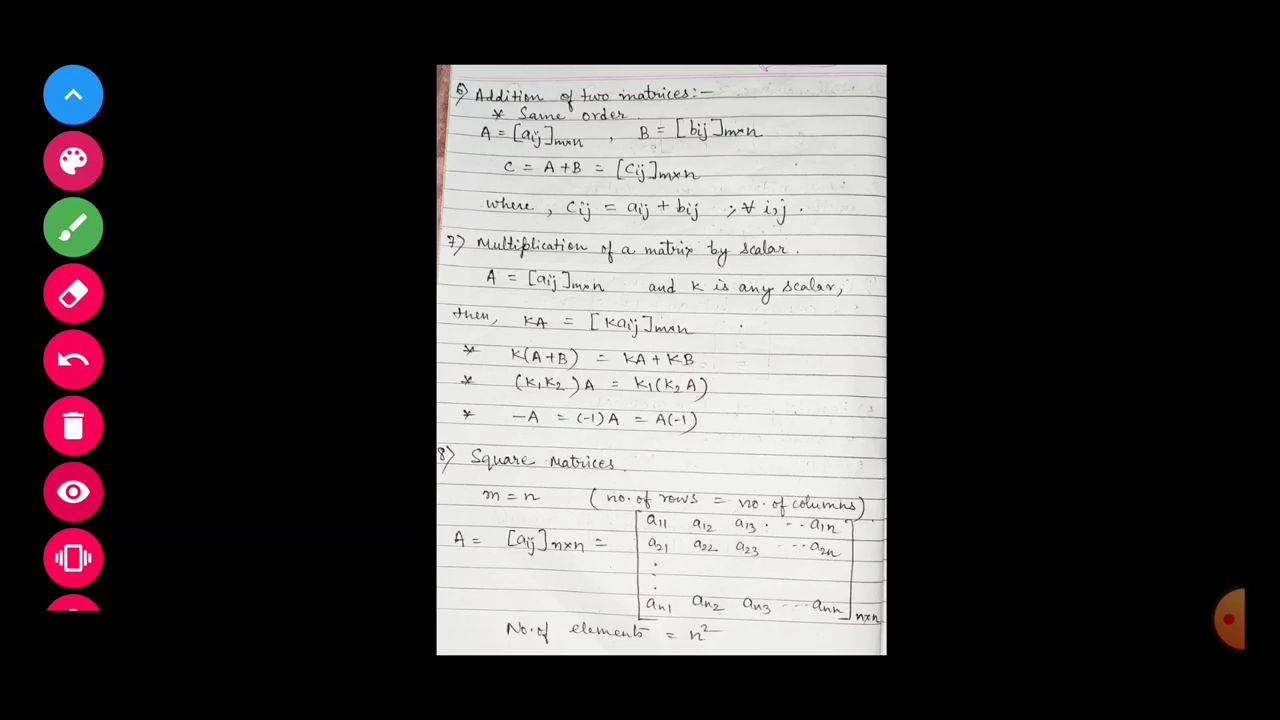 6) Addition of two matrices:-
* Same order.
A = [aij]m×n , B = [bij]m×n
C = A+B = [Cij]m×n
where, Cij = aij + bij ; ∀ i,j.
7) Multiplication of a matrix by scalar.
A = [aij]m×n and K is any scalar,
then, KA = [Kaij]m×n
* K(A+B) = KA+KB
* (K1K2)A = K1(K2A)
* -A = (-1)A = A(-1)
8) Square Matrices.
m = n (no. of rows = no. of columns)
a11 a12 a13 . --- a1n
A = [aij]n×n = a21 a22 a23 --- a2n
:
:
an1 an2 an3 --- ann n×n
No. of elements = n²